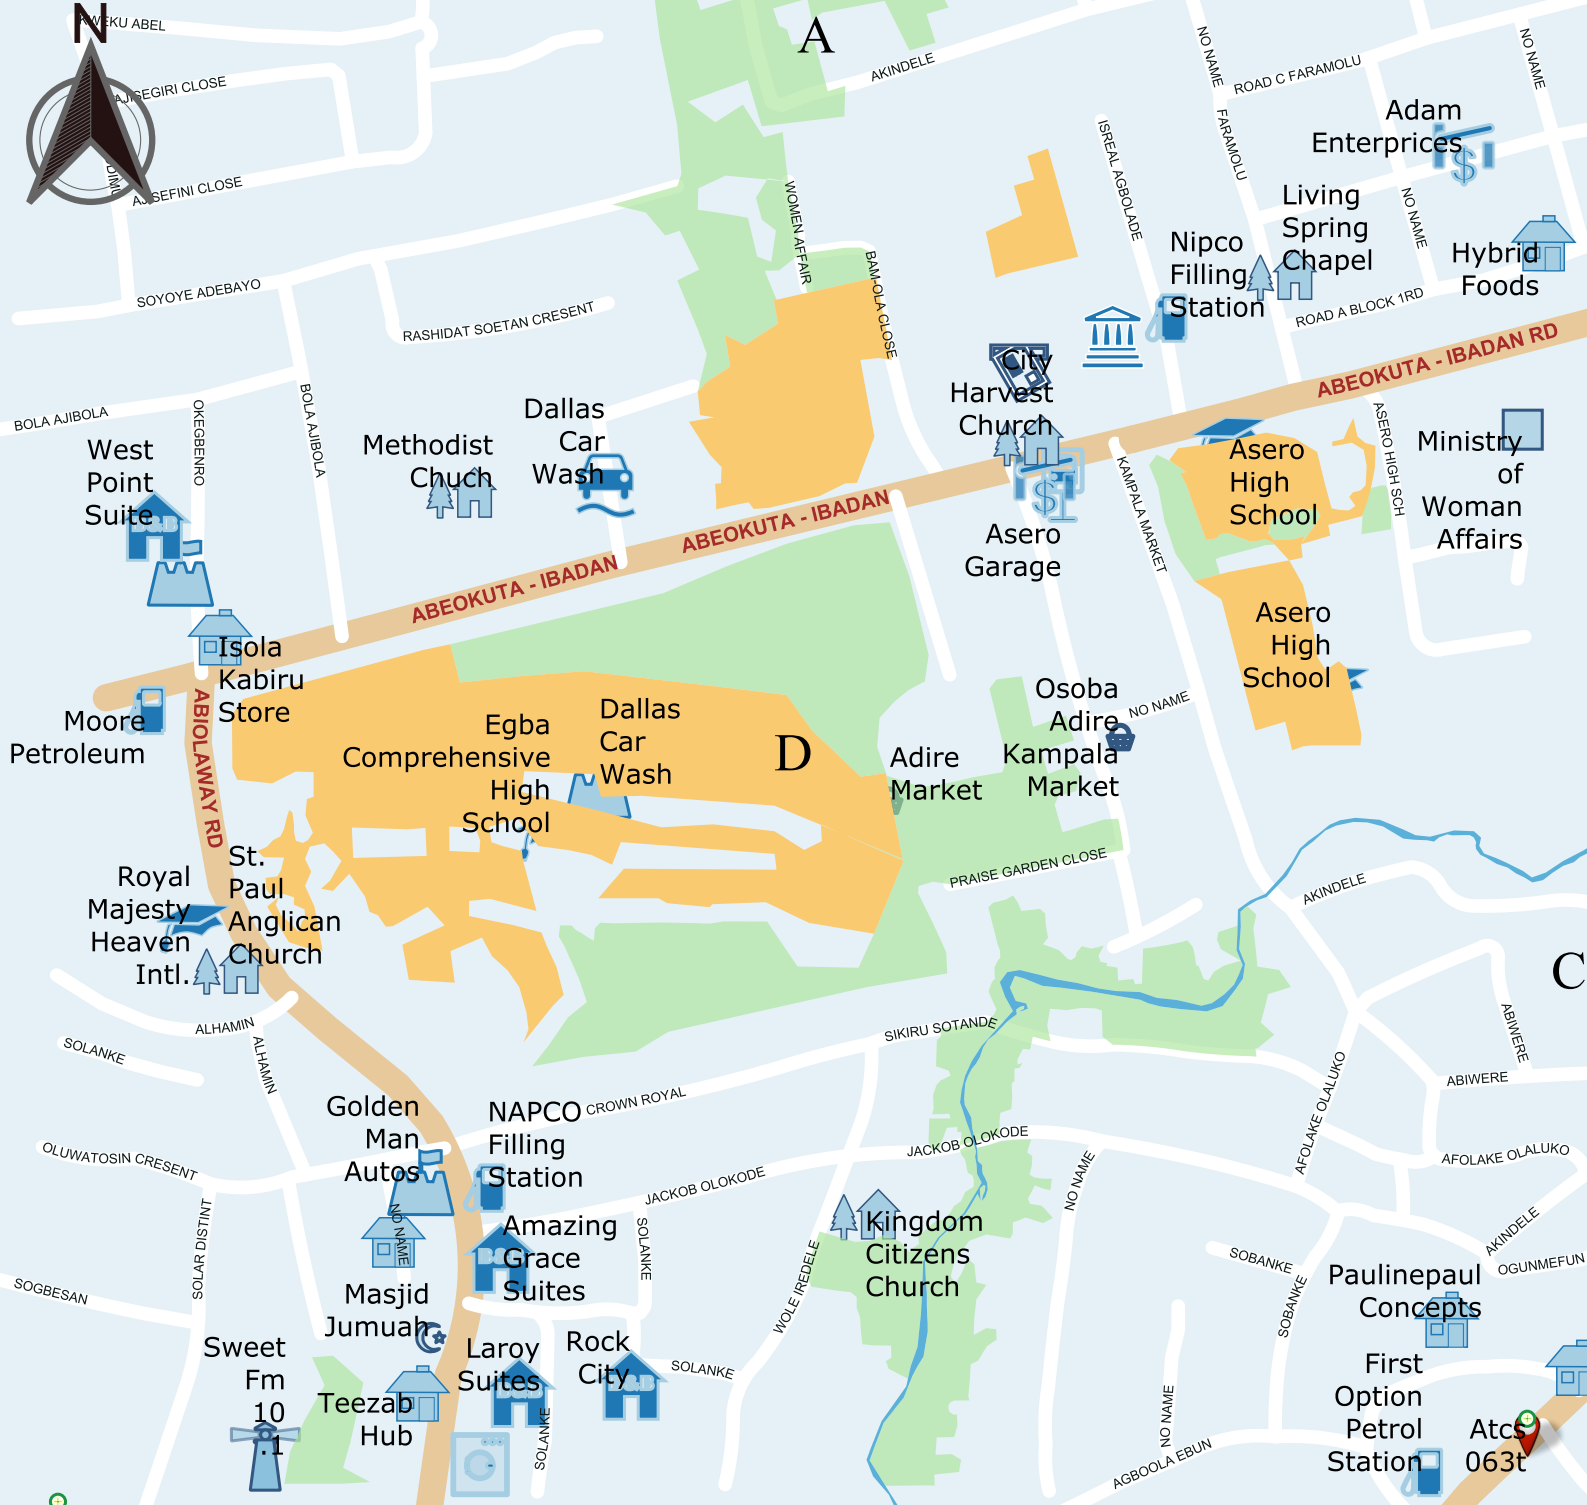 N
KWEKU ABEL
AJISEGIRI CLOSE
DIMU
AJISEFINI CLOSE
SOYOYE ADEBAYO
RASHIDAT SOETAN CRESENT
BOLA AJIBOLA
OKEGBENRO
BOLA AJIBOLA
A
AKINDELE
WOMEN AFFAIR
BAM-OLA CLOSE
ISREAL AGBOLADE
NO NAME
FARAMOLU
ROAD C FARAMOLU
NO NAME
NO NAME
Adam
Enterprices
$
Living
Spring
Chapel
Nipco
Filling
Station
Hybrid
Foods
ROAD A BLOCK 1RD
ABEOKUTA - IBADAN RD
City
Harvest
Church
$
Asero
Garage
KAMPALA MARKET
Asero
High
School
ASERO HIGH SCH
Ministry
of
Woman
Affairs
Asero
High
School
West
Point
Suite
B&B
Methodist
Chuch
Dallas
Car
Wash
ABEOKUTA - IBADAN
ABEOKUTA - IBADAN
Isola
Kabiru
Store
Moore
Petroleum
ABIOLAWAY RD
Egba
Comprehensive
High
School
Dallas
Car
Wash
D
Adire
Market
Osoba
Adire
Kampala
Market
NO NAME
PRAISE GARDEN CLOSE
AKINDELE
C
Royal
Majesty
Heaven
Intl.
St.
Paul
Anglican
Church
ALHAMIN
SOLANKE
ALHAMIN
SIKIRU SOTANDE
CROWN ROYAL
ABIWERE
ABIWERE
AFOLAKE OLALUKO
AFOLAKE OLALUKO
Golden
Man
Autos
NAPCO
Filling
Station
OLUWATOSIN CRESENT
JACKOB OLOKODE
JACKOB OLOKODE
NO NAME
NO NAME
SOLAR DISTINT
SOGBESAN
Amazing
Grace
Suites
B&B
SOLANKE
WOLE IREDELE
Kingdom
Citizens
Church
AKINDELE
OGUNMEFUN
SOBANKE
SOBANKE
Paulinepaul
Concepts
Masjid
Jumuah
Sweet
Fm
10
.1
Teezab
Hub
Laroy
Suites
B&B
Rock
City
B&B
SOLANKE
SOLANKE
NO NAME
AGBOOLA EBUN
First
Option
Petrol
Station
Atcs
063t